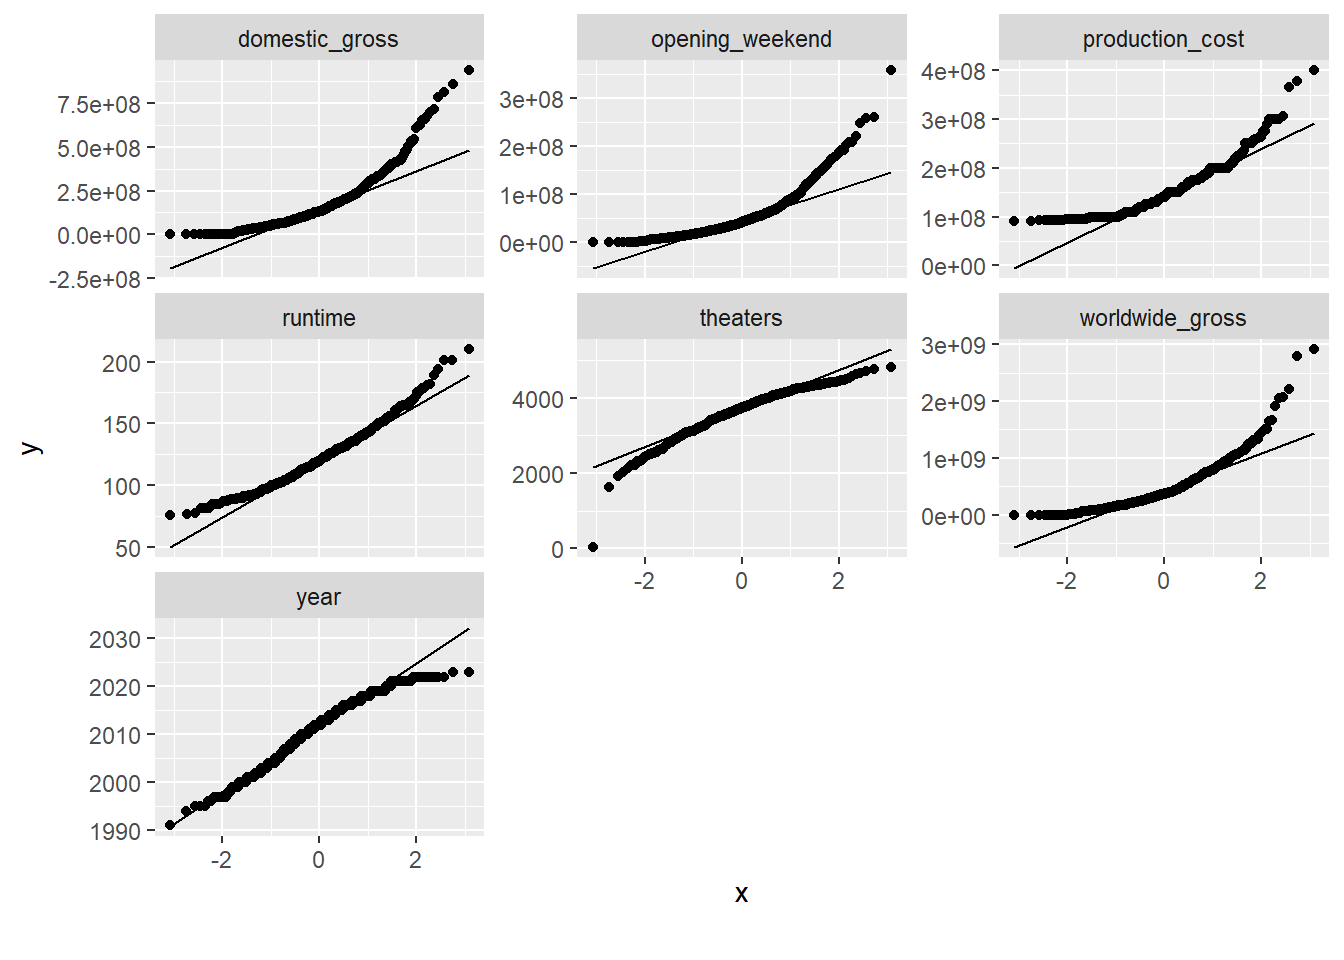 domestic_gross
opening_weekend
production_cost
7.5e+08
5.0e+08
2.5e+08
0.0e+00
-2.5e+08
3e+08
2e+08
1e+08
0e+00
4e+08
3e+08
2e+08
1e+08
0e+00
runtime
theaters
worldwide_gross
200
150
100
50
4000
2000
0
3e+09
2e+09
1e+09
0e+00
-2 0 2
-2 0 2
year
2030
2020
2010
2000
1990
-2 0 2
y
x